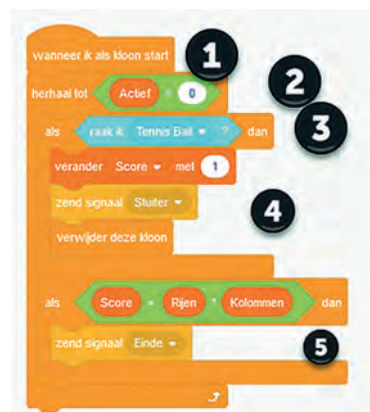 wanneer ik als kloon start 1
herhaal tot Actief = 0 2
als raak ik Tennis Ball ? dan 3
verander Score met 1
zend signaal Stuiter 4
verwijder deze kloon
als Score = Rijen * Kolommen dan
zend signaal Einde 5